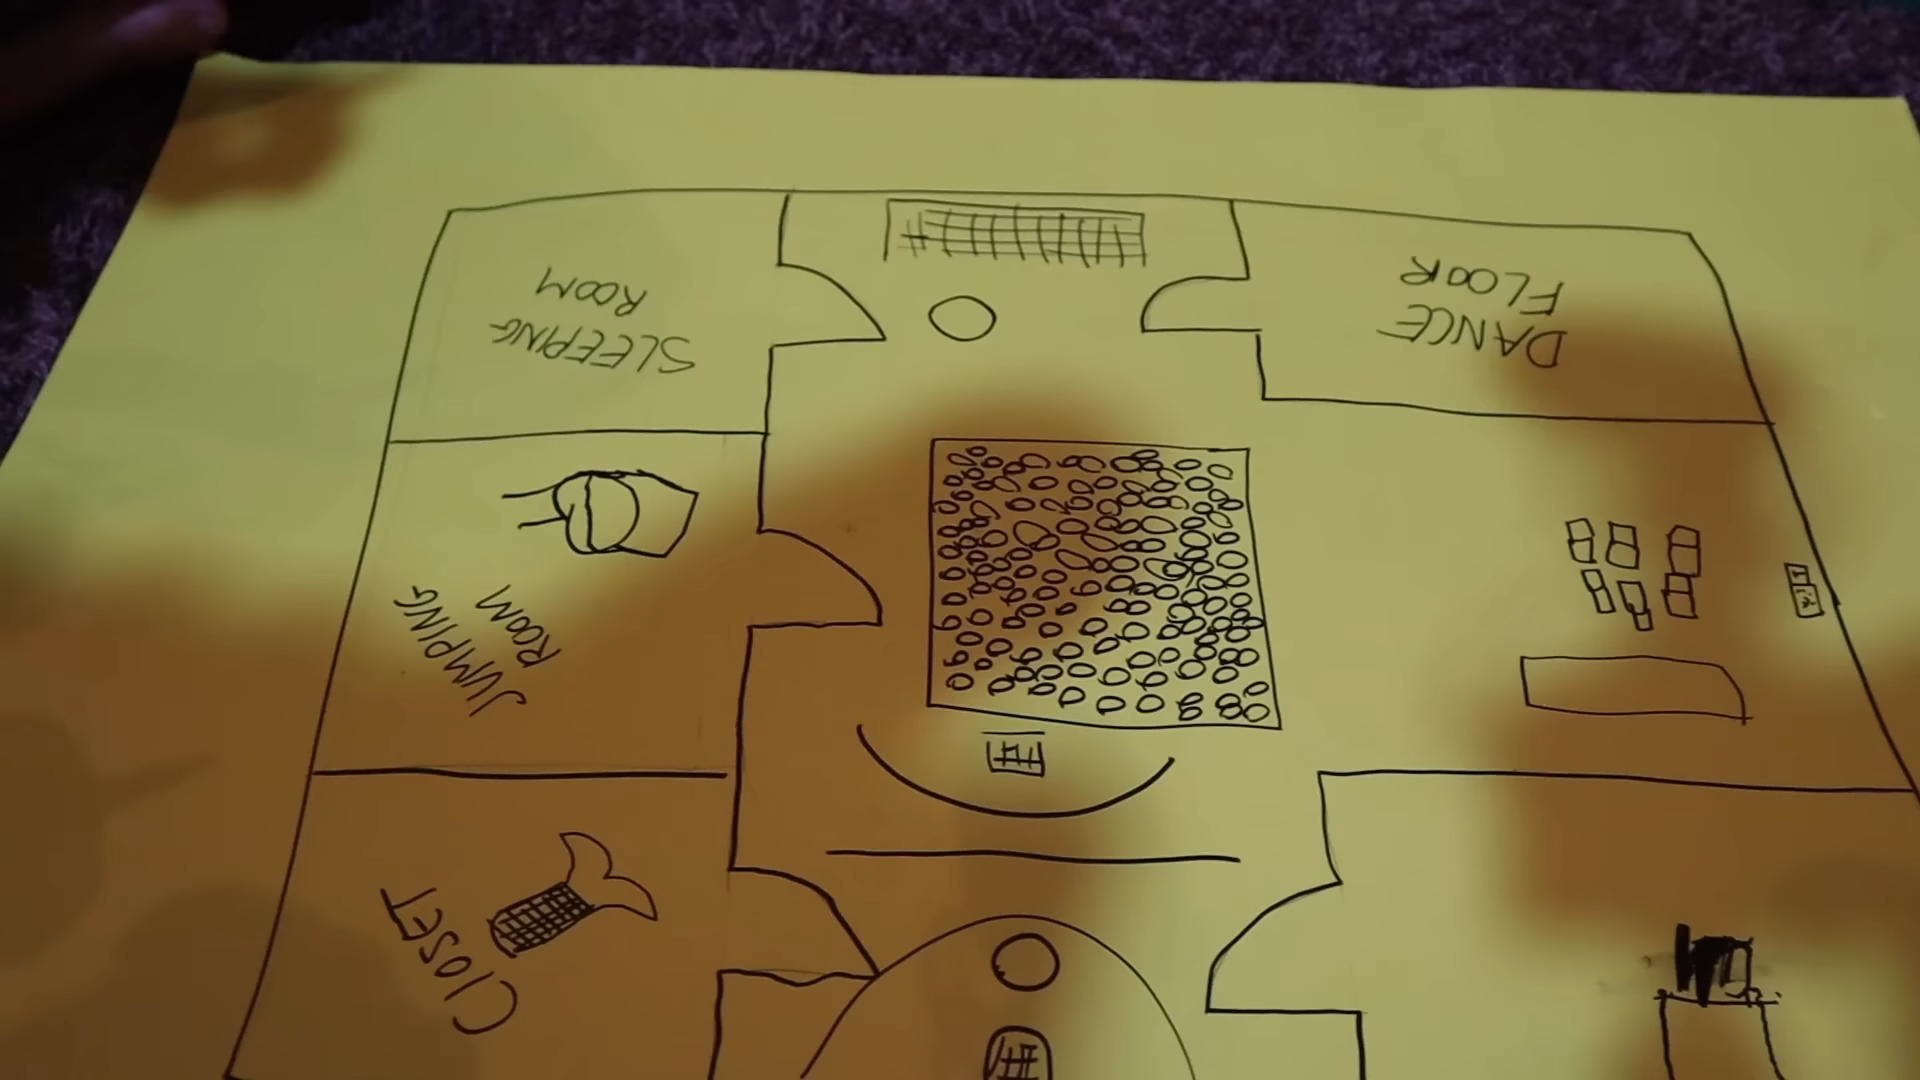 SLEEPING
ROOM
DANCE
FLOOR
JUMPING
ROOM
CLOSET